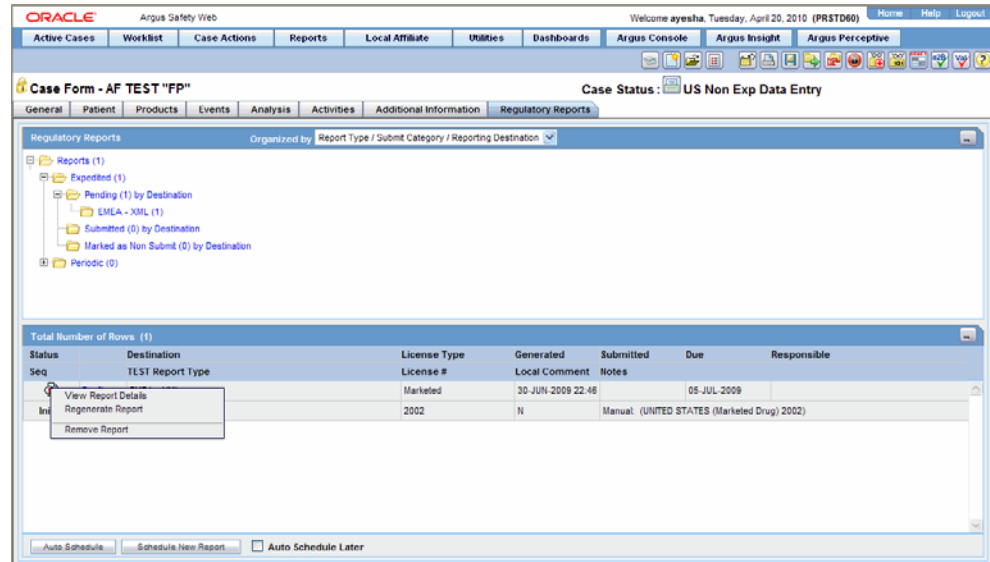 ORACLE Argus Safety Web Welcome ayesha, Tuesday, April 20, 2010 (PRSTD60) Home Help Logout
Active Cases Worklist Case Actions Reports Local Affiliate Utilities Dashboards Argus Console Argus Insight Argus Perceptive
Case Form - AF TEST "FP" Case Status : US Non Exp Data Entry
General Patient Products Events Analysis Activities Additional Information Regulatory Reports
Regulatory Reports Organized by Report Type / Submit Category / Reporting Destination
Reports (1)
Expedited (1)
Pending (1) by Destination
EMEA - XML (1)
Submitted (0) by Destination
Marked as Non Submit (0) by Destination
Periodic (0)
Total Number of Rows (1)
Status Destination License Type Generated Submitted Due Responsible
Seq TEST Report Type License # Local Comment Notes
Marketed 30-JUN-2009 22:46 05-JUL-2009
View Report Details
Regenerate Report
Ini 2002 N Manual: (UNITED STATES (Marketed Drug) 2002)
Remove Report
Auto Schedule Schedule New Report Auto Schedule Later